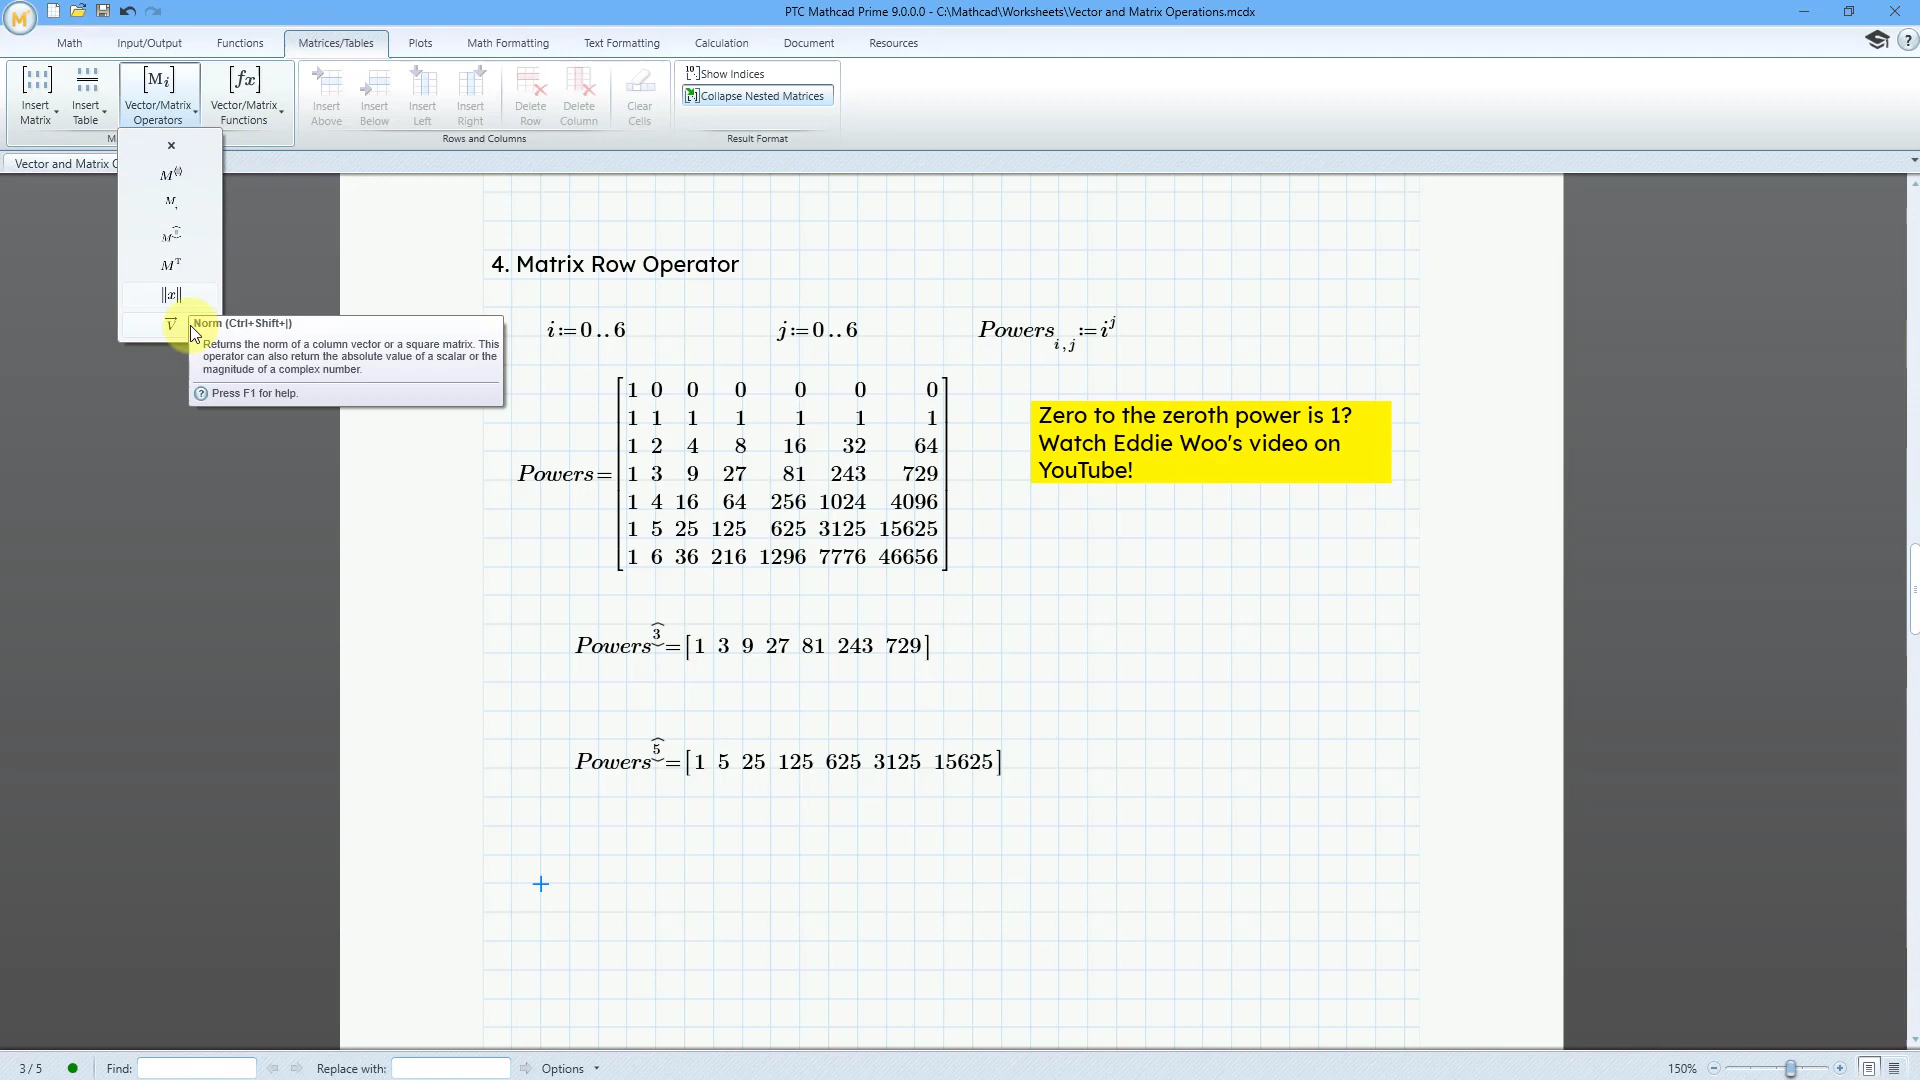 PTC Mathcad Prime 9.0.0.0 - C:\Mathcad\Worksheets\Vector and Matrix Operations.mcdx
Math Input/Output Functions Matrices/Tables Plots Math Formatting Text Formatting Calculation Document Resources
Insert Matrix
Insert Table
Vector/Matrix Operators
Vector/Matrix Functions
Insert Above
Insert Below
Insert Left
Insert Right
Delete Row
Delete Column
Clear Cells
Show Indices
Collapse Nested Matrices
Rows and Columns
Result Format
Vector and Matrix
×
M⟨⟩
M,
M
Mᵀ
‖x‖
V
Norm (Ctrl+Shift+|)
Returns the norm of a column vector or a square matrix. This
operator can also return the absolute value of a scalar or the
magnitude of a complex number.
Press F1 for help.
4. Matrix Row Operator
i:=0..6 j:=0..6 Powers i,j :=i^j
Powers=
1 0 0 0 0 0 0
1 1 1 1 1 1 1
1 2 4 8 16 32 64
1 3 9 27 81 243 729
1 4 16 64 256 1024 4096
1 5 25 125 625 3125 15625
1 6 36 216 1296 7776 46656
Zero to the zeroth power is 1?
Watch Eddie Woo's video on
YouTube!
Powers 3 =[1 3 9 27 81 243 729]
Powers 5 =[1 5 25 125 625 3125 15625]
3 / 5 Find: Replace with: Options 150%